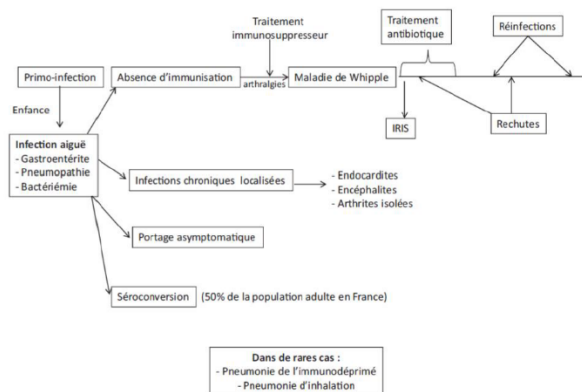 Traitement
immunosuppresseur
Traitement
antibiotique
Réinfections
Primo-infection
Absence d'immunisation
arthralgies
Maladie de Whipple
Enfance
IRIS
Rechutes
Infection aiguë
- Gastroentérite
- Pneumopathie
- Bactériémie
Infections chroniques localisées
- Endocardites
- Encéphalites
- Arthrites isolées
Portage asymptomatique
Séroconversion (50% de la population adulte en France)
Dans de rares cas :
- Pneumonie de l'immunodéprimé
- Pneumonie d'inhalation